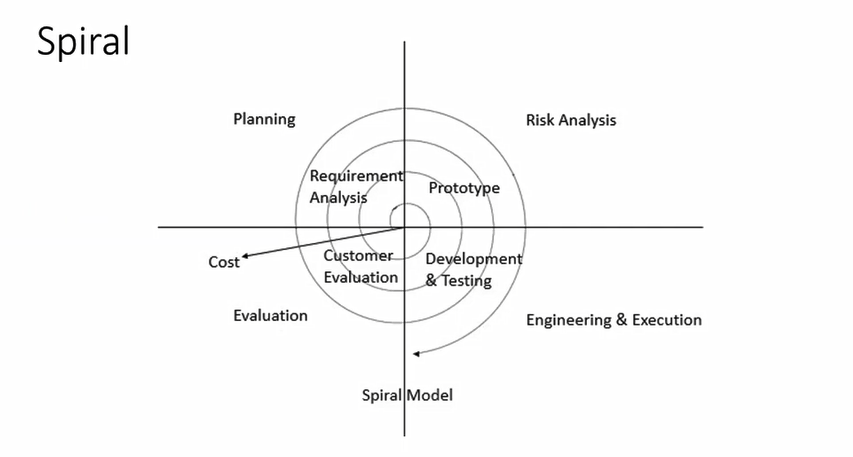 Spiral
Planning
Risk Analysis
Requirement
Analysis
Prototype
Cost
Customer
Evaluation
Development
& Testing
Evaluation
Engineering & Execution
Spiral Model